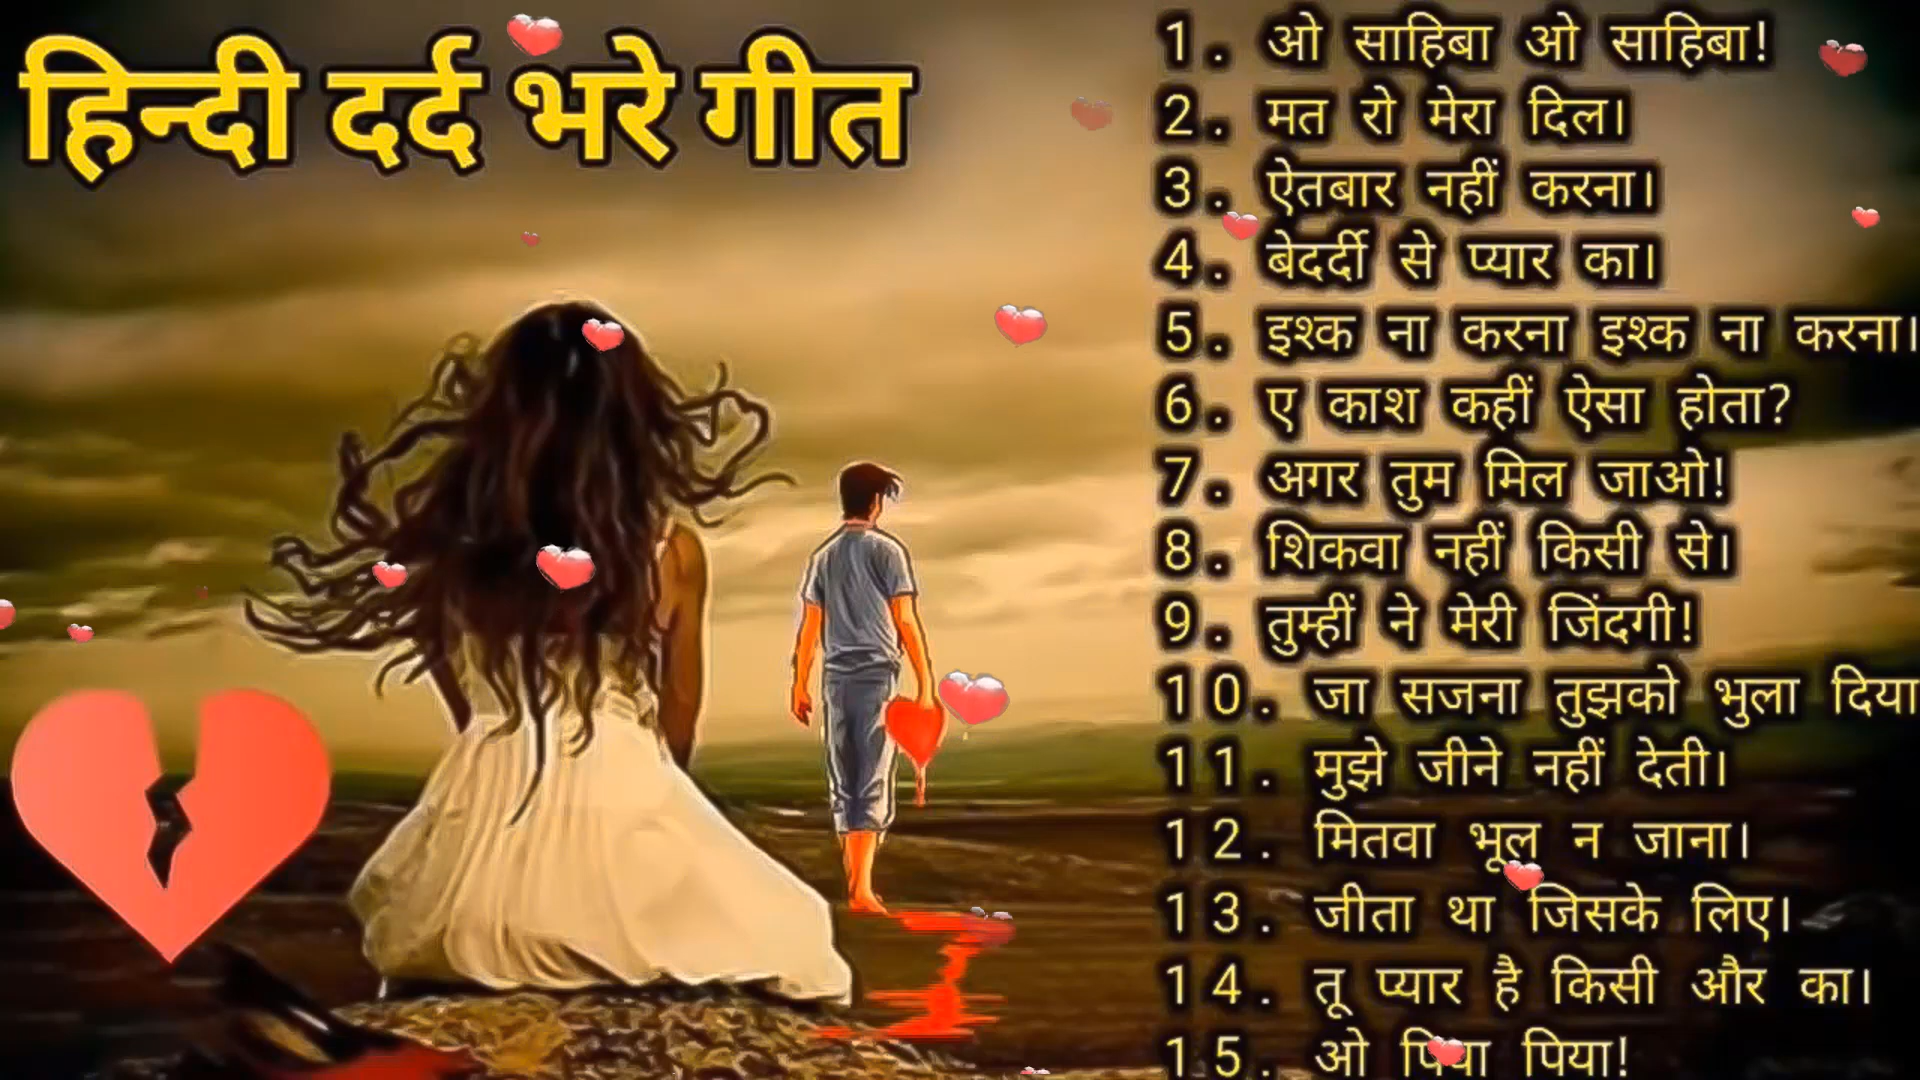 हिन्दी दर्द भरे गीत
1. ओ साहिबा ओ साहिबा!
2. मत रो मेरा दिल।
3. ऐतबार नहीं करना।
4. बेदर्दी से प्यार का।
5. इश्क ना करना इश्क ना करना।
6. ए काश कहीं ऐसा होता?
7. अगर तुम मिल जाओ!
8. शिकवा नहीं किसी से।
9. तुम्हीं ने मेरी जिंदगी!
10. जा सजना तुझको भुला दिया
11. मुझे जीने नहीं देती।
12. मितवा भूल न जाना।
13. जीता था जिसके लिए।
14. तू प्यार है किसी और का।
15. ओ पिया पिया!